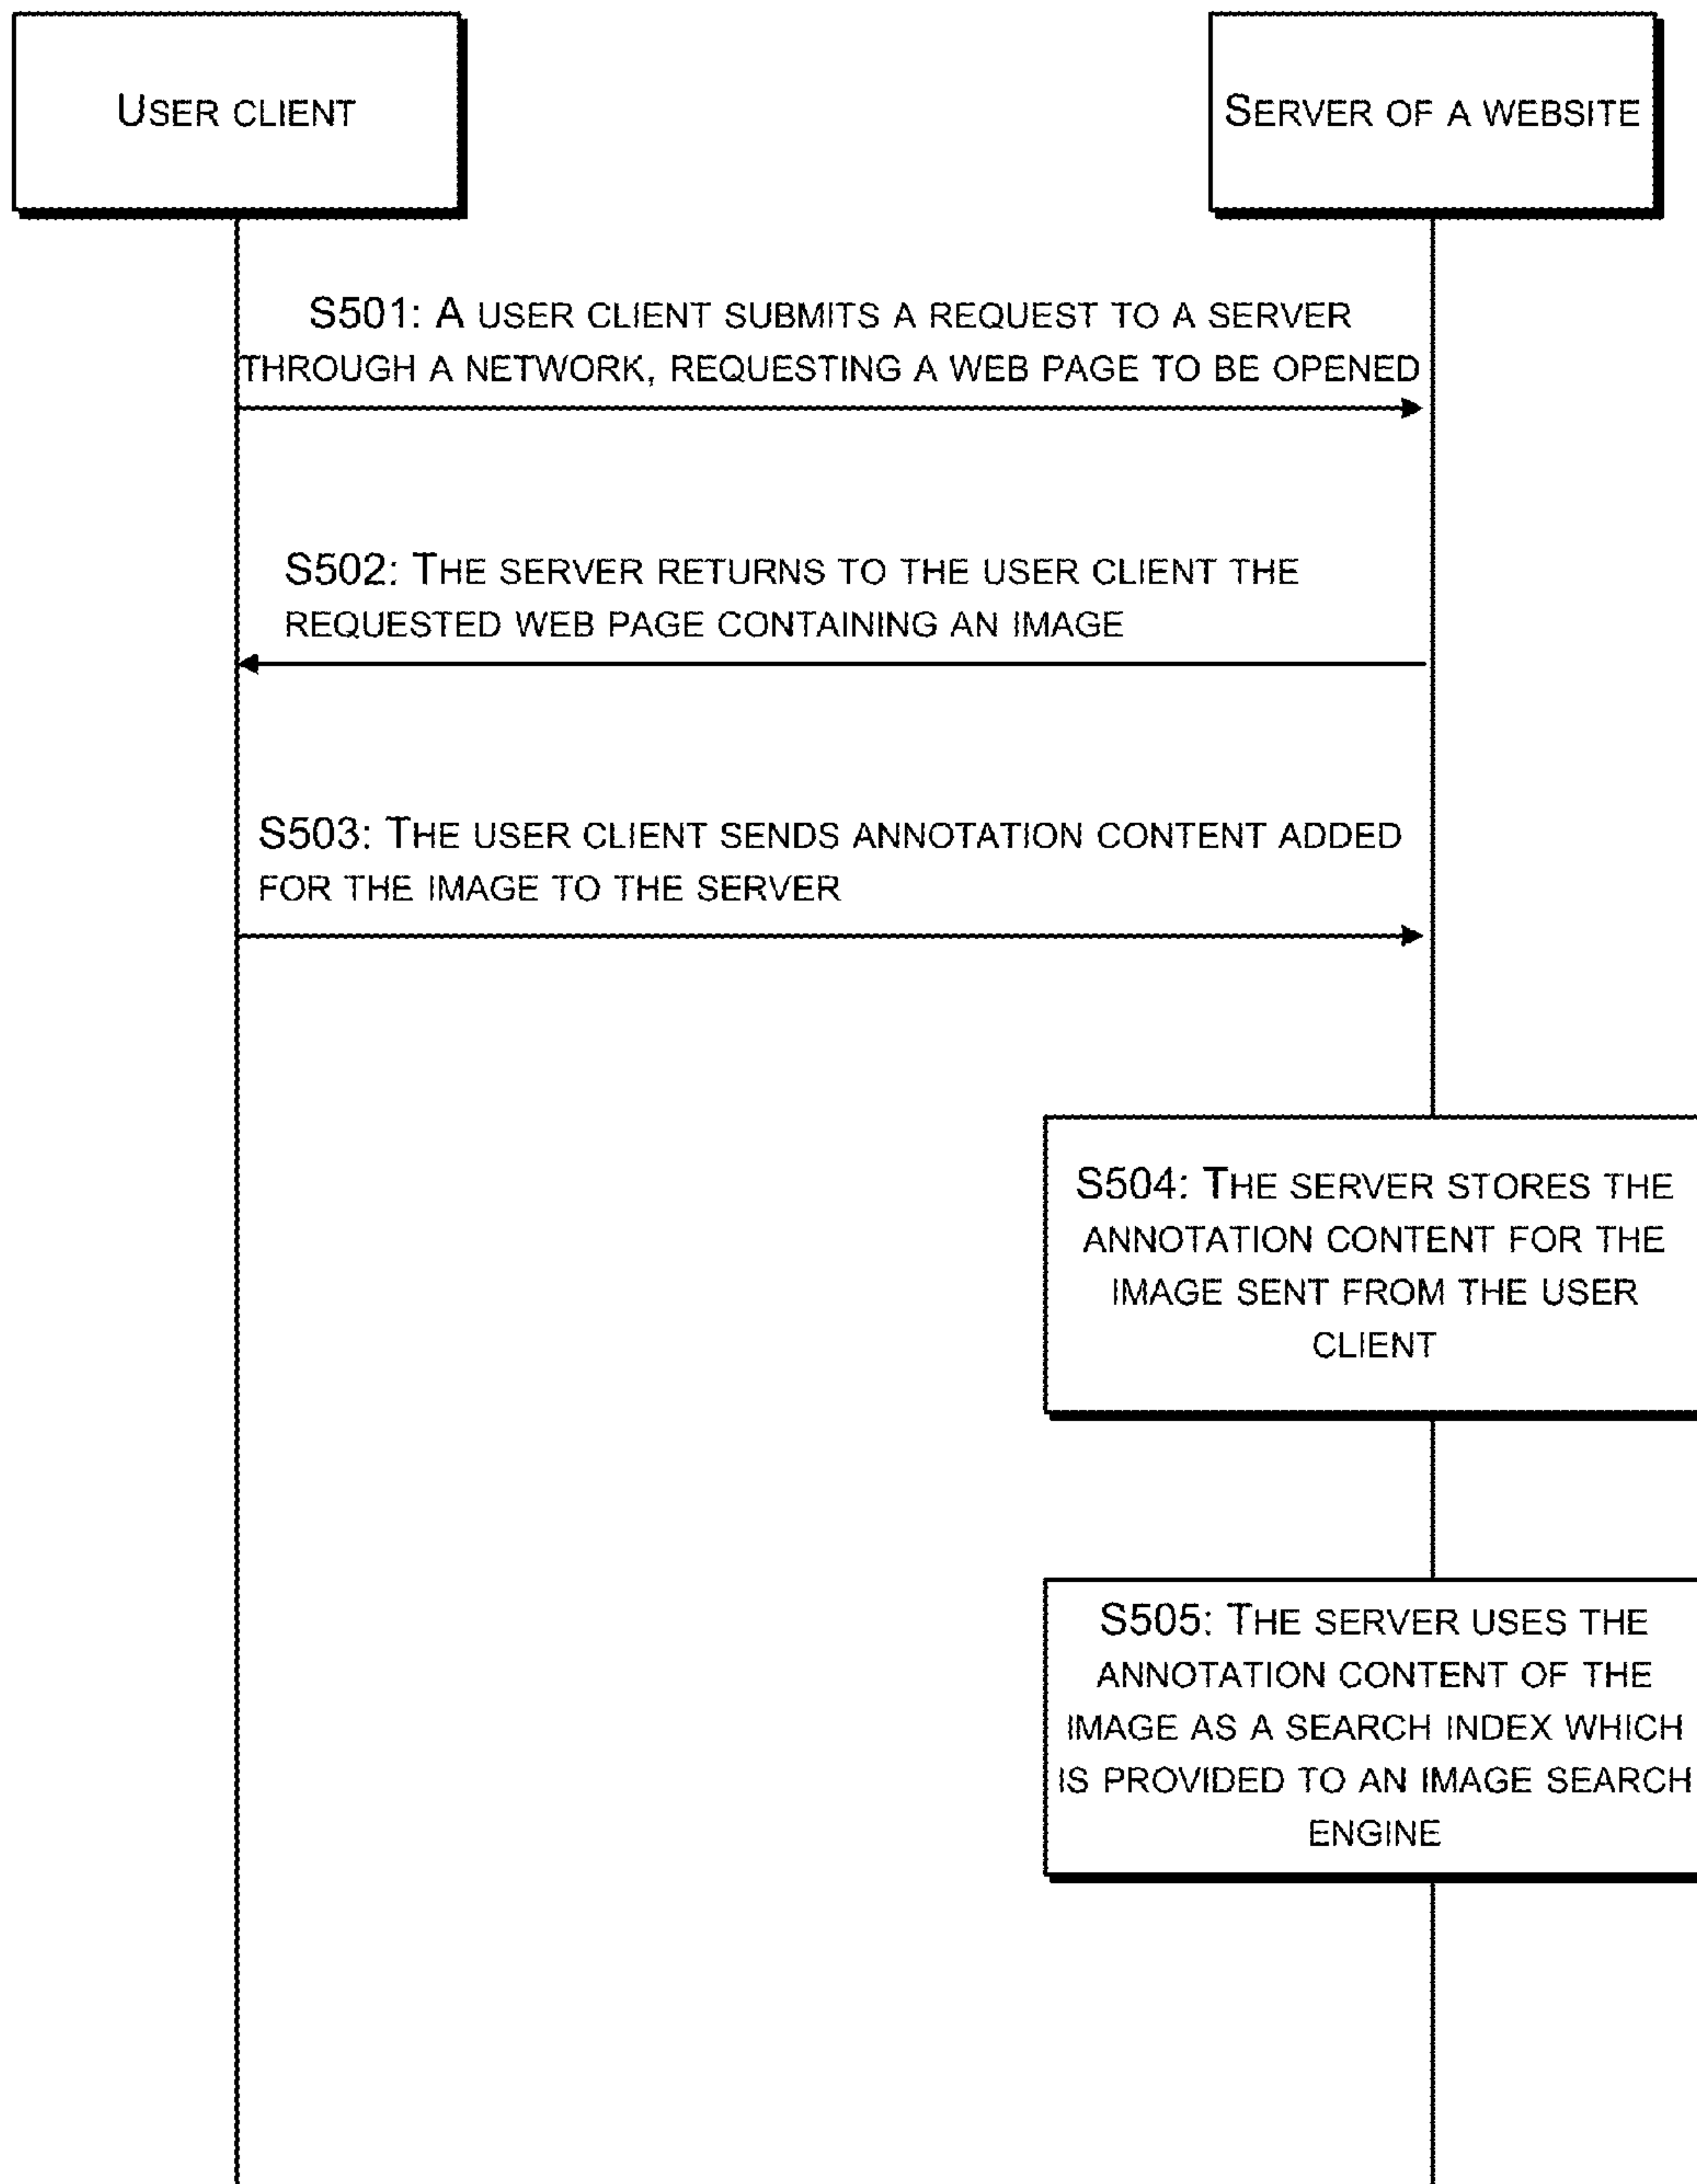 USER CLIENT
SERVER OF A WEBSITE
S501: A USER CLIENT SUBMITS A REQUEST TO A SERVER
THROUGH A NETWORK, REQUESTING A WEB PAGE TO BE OPENED
S502: THE SERVER RETURNS TO THE USER CLIENT THE
REQUESTED WEB PAGE CONTAINING AN IMAGE
S503: THE USER CLIENT SENDS ANNOTATION CONTENT ADDED
FOR THE IMAGE TO THE SERVER
S504: THE SERVER STORES THE
ANNOTATION CONTENT FOR THE
IMAGE SENT FROM THE USER
CLIENT
S505: THE SERVER USES THE
ANNOTATION CONTENT OF THE
IMAGE AS A SEARCH INDEX WHICH
IS PROVIDED TO AN IMAGE SEARCH
ENGINE